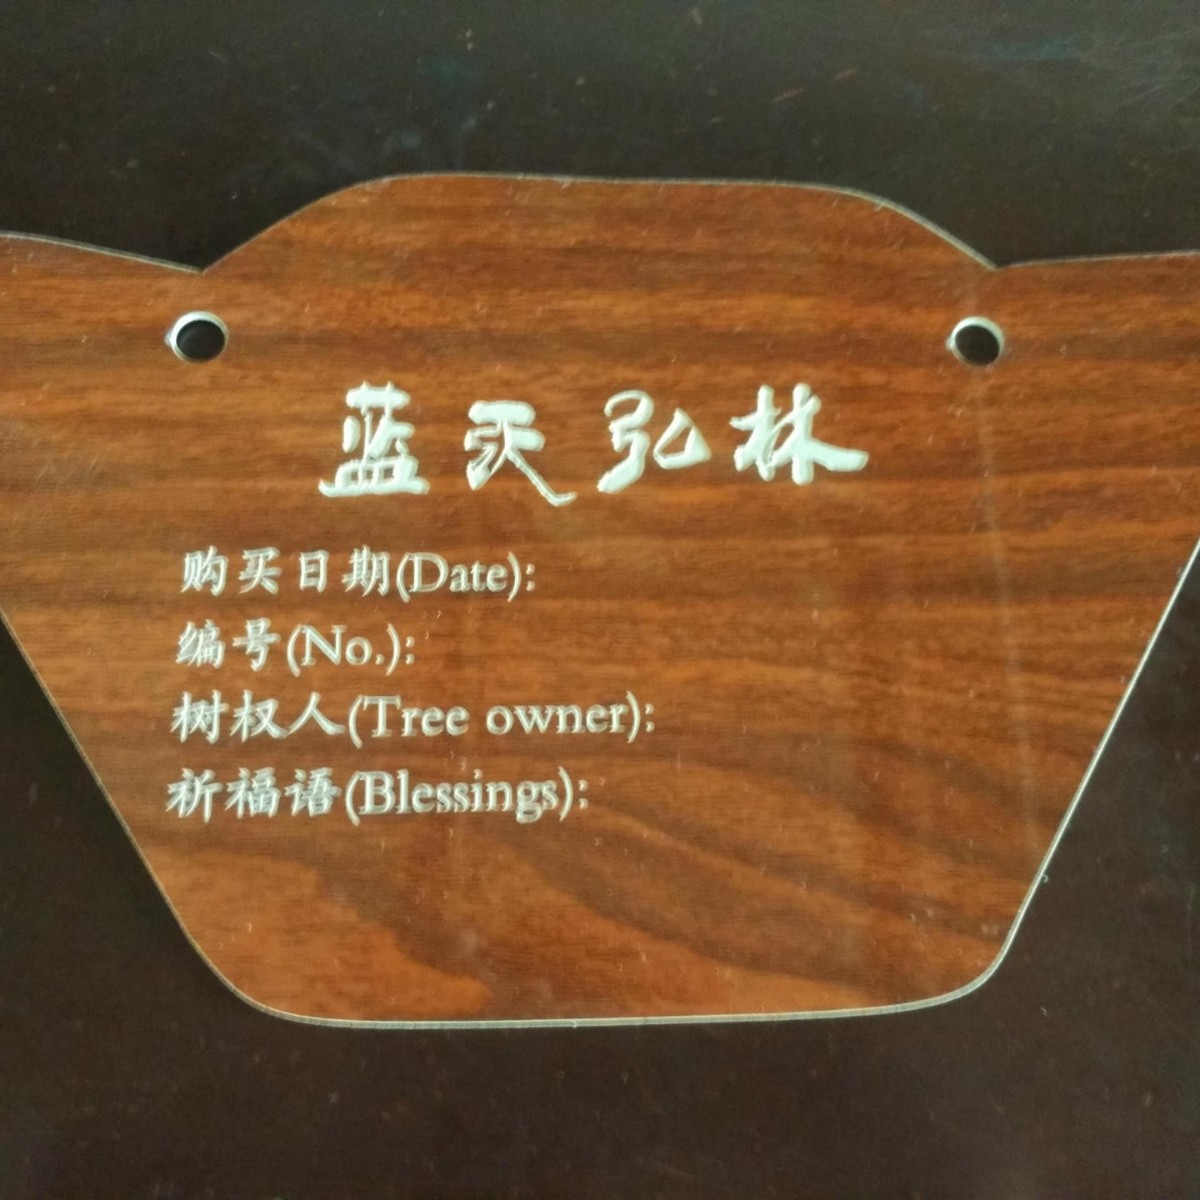 蓝天弘林
购买日期(Date):
编号(No.):
树权人(Tree owner):
祈福语(Blessings):